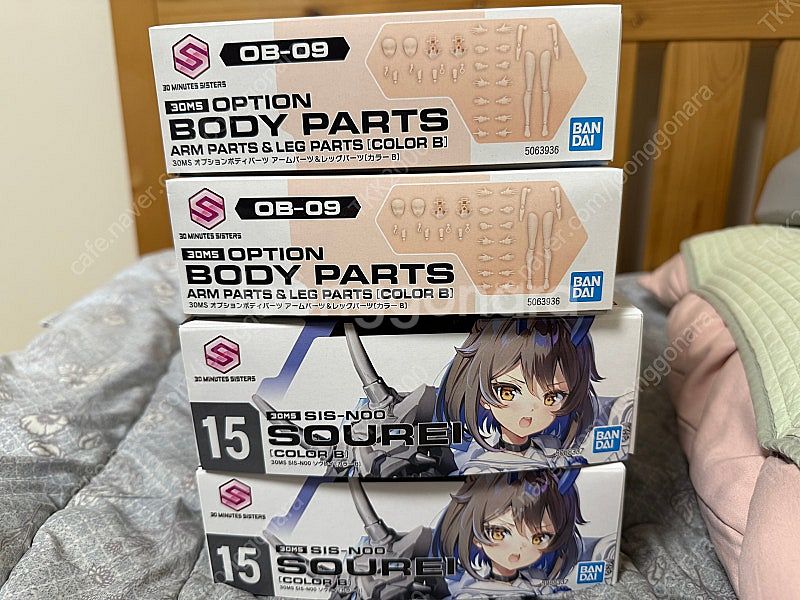 30 MINUTES SISTERS
OB-09
30MS OPTION
BODY PARTS
ARM PARTS & LEG PARTS [COLOR B]
30MS オプションボディパーツ アームパーツ&レッグパーツ[カラー B]
5063936
BAN
DAI
30 MINUTES SISTERS
OB-09
30MS OPTION
BODY PARTS
ARM PARTS & LEG PARTS [COLOR B]
30MS オプションボディパーツ アームパーツ&レッグパーツ[カラー B]
5063936
BAN
DAI
30 MINUTES SISTERS
15
30MS SIS-N00
SOUREI
[COLOR B]
BAN
DAI
30 MINUTES SISTERS
15
30MS SIS-N00
SOUREI
[COLOR B]
BAN
DAI